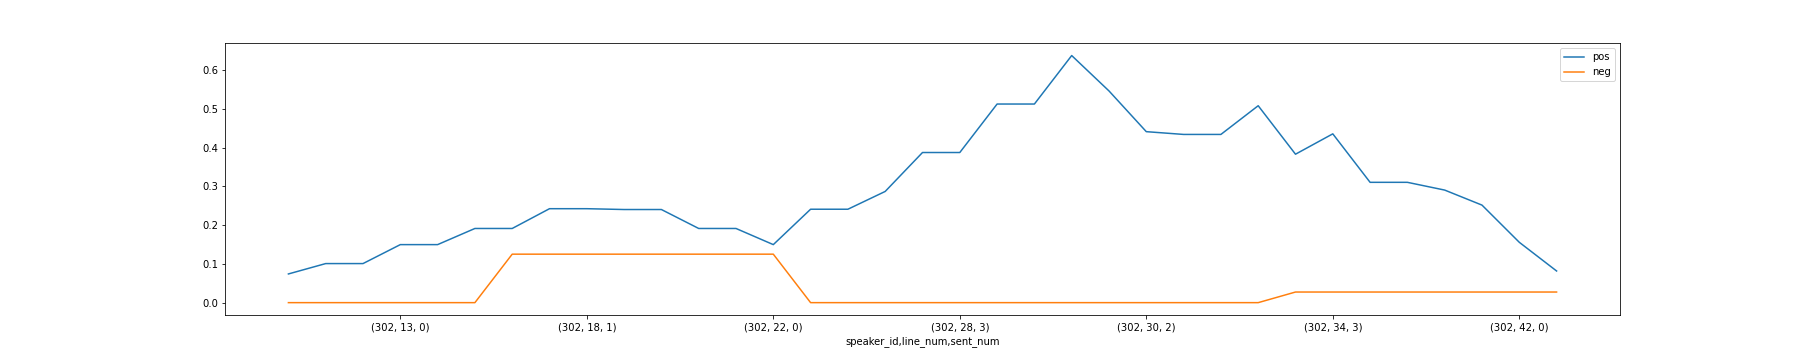 pos
neg
0.6
0.5
0.4
0.3
0.2
0.1
0.0
(302, 13, 0) (302, 18, 1) (302, 22, 0) (302, 28, 3) (302, 30, 2) (302, 34, 3) (302, 42, 0)
speaker_id,line_num,sent_num